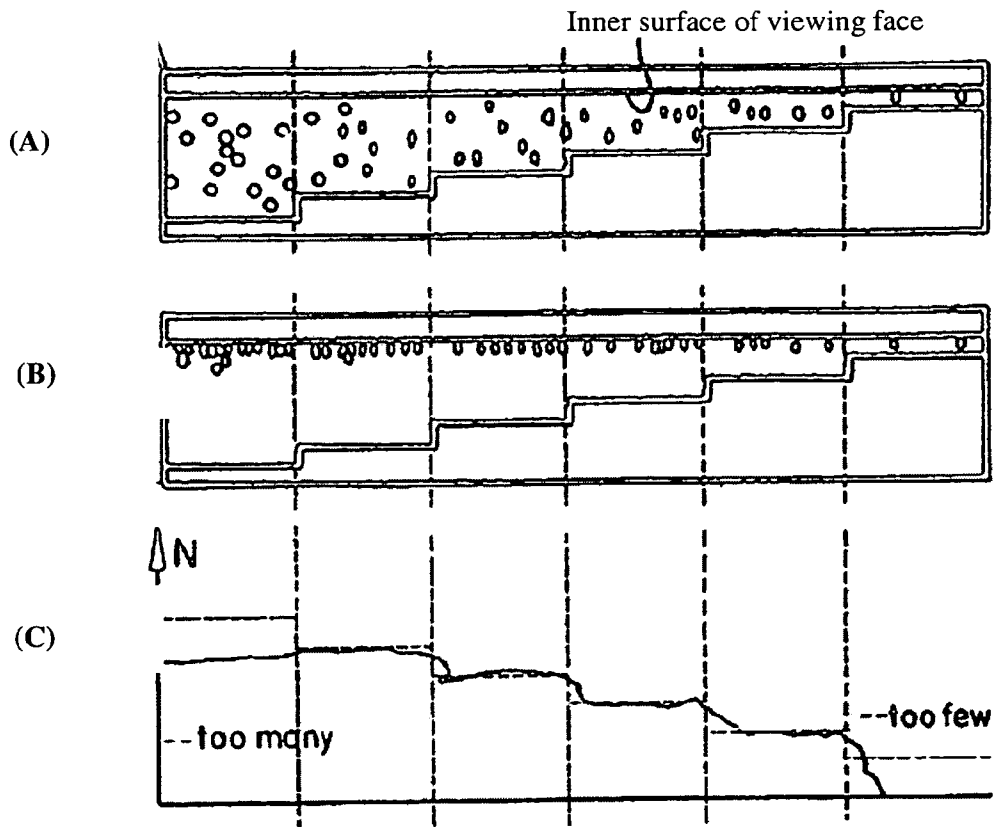 Inner surface of viewing face
(A)
(B)
N
(C)
too many
too few